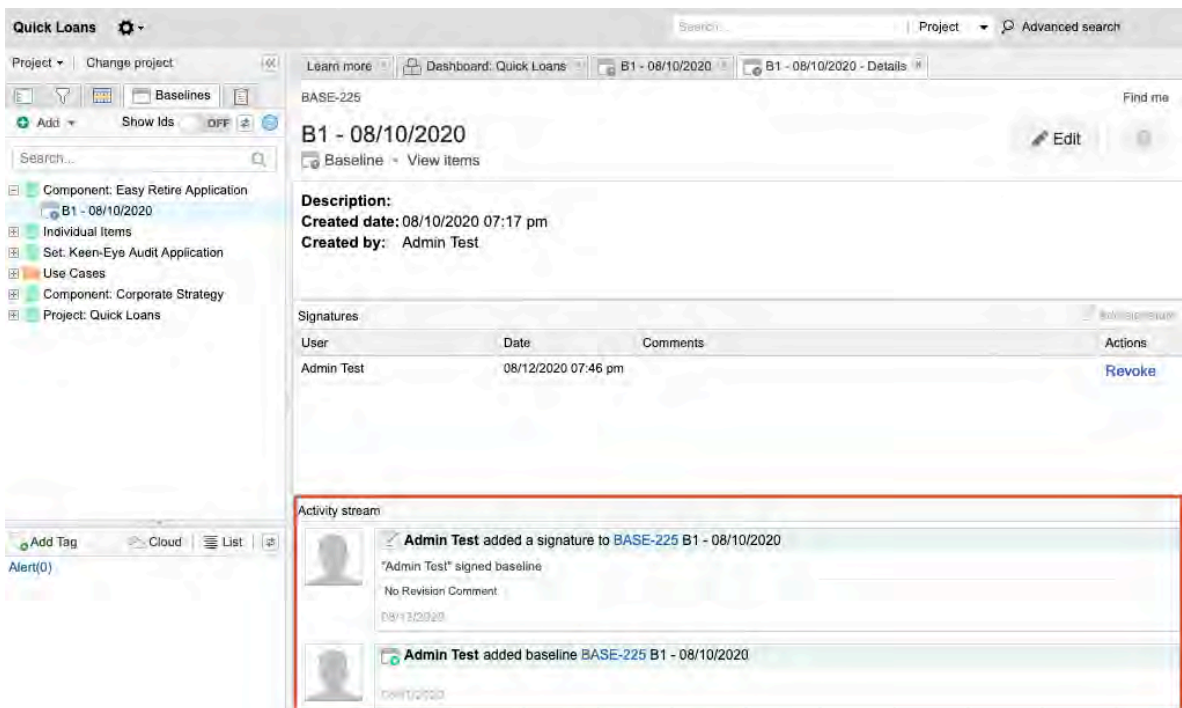 Quick Loans
Search...
Project
Advanced search
Project
Change project
Learn more
Dashboard: Quick Loans
B1 - 08/10/2020
B1 - 08/10/2020 - Details
Baselines
Add
Show Ids
OFF
Search...
Component: Easy Retire Application
B1 - 08/10/2020
Individual Items
Set: Keen-Eye Audit Application
Use Cases
Component: Corporate Strategy
Project: Quick Loans
Add Tag
Cloud
List
Alert(0)
BASE-225
Find me
B1 - 08/10/2020
Edit
Baseline
View items
Description:
Created date: 08/10/2020 07:17 pm
Created by: Admin Test
Signatures
User Date Comments Actions
Admin Test 08/12/2020 07:46 pm Revoke
Activity stream
Admin Test added a signature to BASE-225 B1 - 08/10/2020
"Admin Test" signed baseline
No Revision Comment
Admin Test added baseline BASE-225 B1 - 08/10/2020